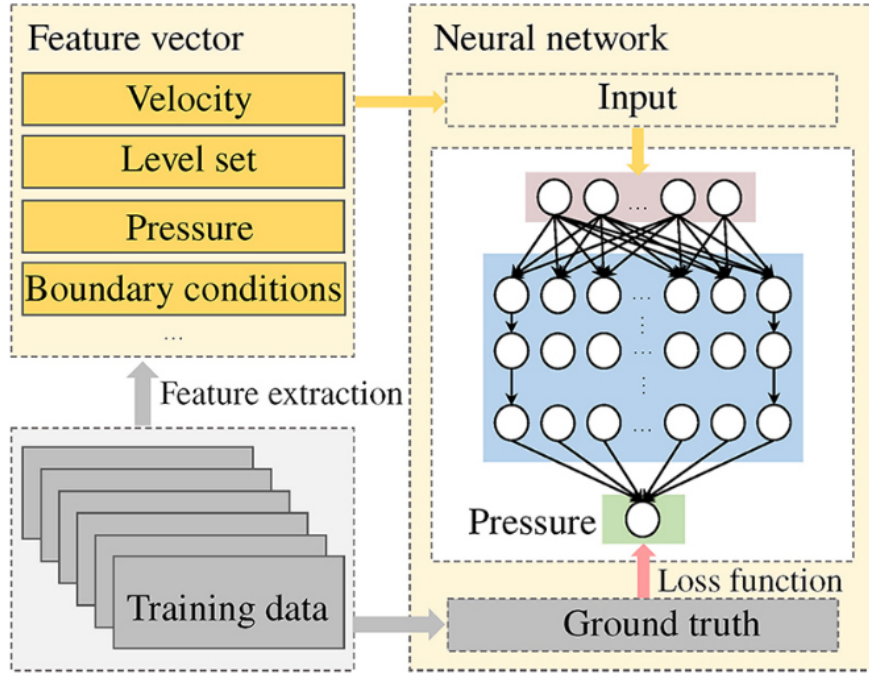 Feature vector
Velocity
Level set
Pressure
Boundary conditions
...
Feature extraction
Training data
Neural network
Input
...
...
...
...
...
...
Pressure
Loss function
Ground truth